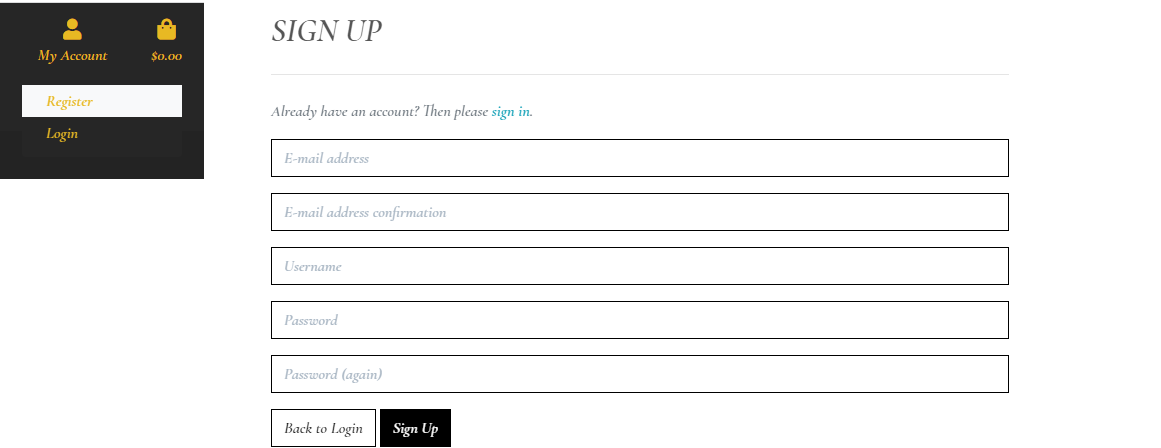 My Account
$0.00
Register
Login
SIGN UP
Already have an account? Then please sign in.
E-mail address
E-mail address confirmation
Username
Password
Password (again)
Back to Login
Sign Up